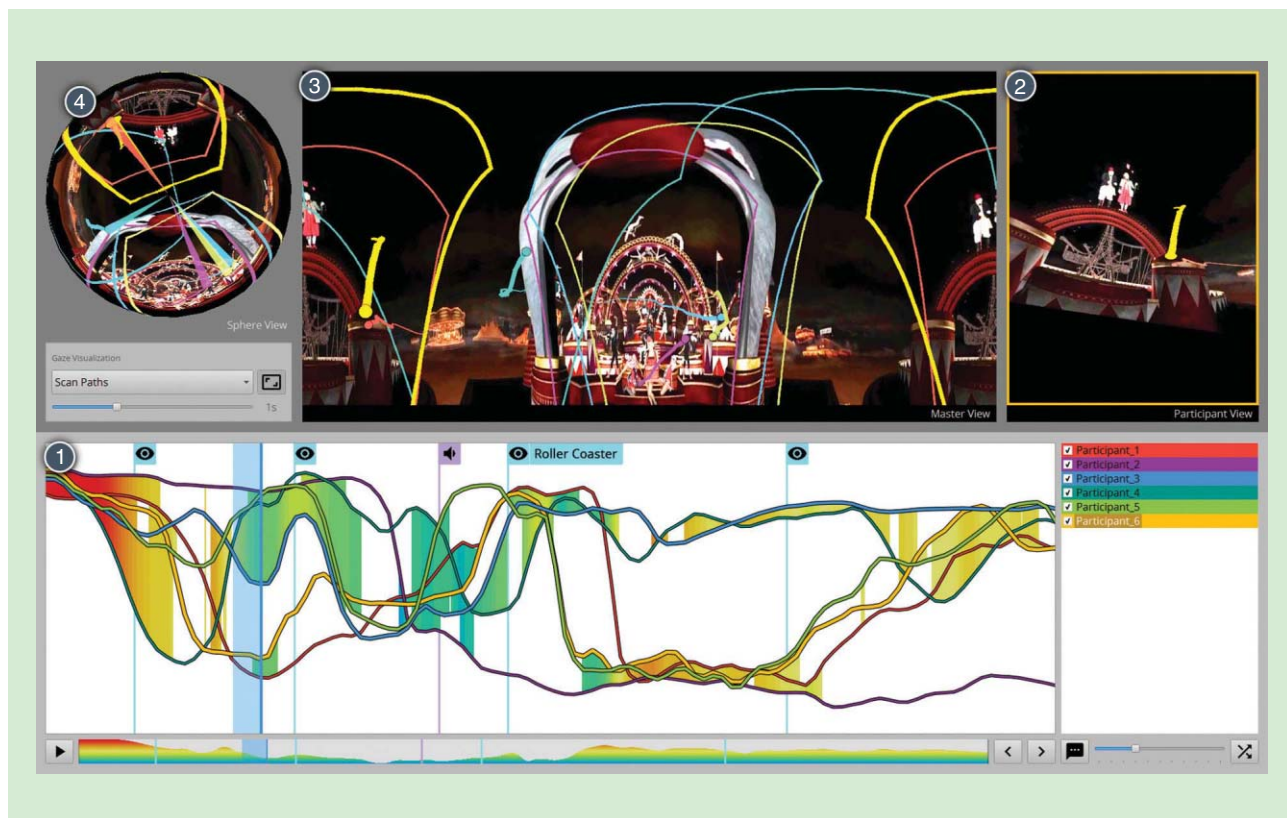 4
3
2
Sphere View
Gaze Visualization
Scan Paths
1s
Master View
Participant View
1
Roller Coaster
Participant_1
Participant_2
Participant_3
Participant_4
Participant_5
Participant_6